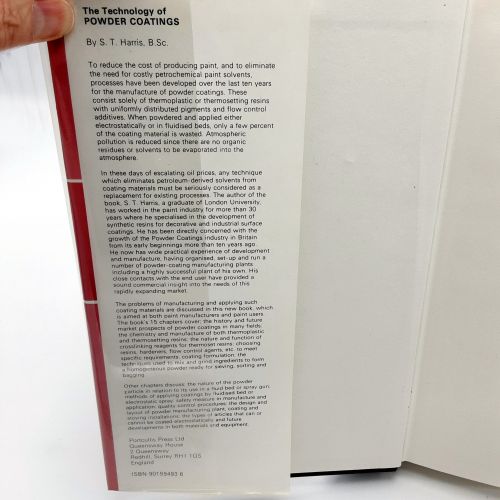 The Technology of
POWDER COATINGS
By S. T. Harris, B.Sc.
To reduce the cost of producing paint, and to eliminate
the need for costly petrochemical paint solvents,
processes have been developed over the last ten years
for the manufacture of powder coatings. These
consist solely of thermoplastic or thermosetting resins
with uniformly distributed pigments and flow control
additives. When powdered and applied either
electrostatically or in fluidised beds, only a few percent
of the coating material is wasted. Atmospheric
pollution is reduced since there are no organic
residues or solvents to be evaporated into the
atmosphere.
In these days of escalating oil prices, any technique
which eliminates petroleum-derived solvents from
coating materials must be seriously considered as a
replacement for existing processes. The author of the
book, S. T. Harris, a graduate of London University,
has worked in the paint industry for more than 30
years where he specialised in the development of
synthetic resins for decorative and industrial surface
coatings. He has been directly concerned with the
growth of the Powder Coatings industry in Britain
from its early beginnings more than ten years ago.
He now has wide practical experience of development
and manufacture, having organised, set-up and run a
number of powder-coating manufacturing plants
including a highly successful plant of his own. His
close contacts with the end user have provided a
sound commercial insight into the needs of this
rapidly expanding market.
The problems of manufacturing and applying such
coating materials are discussed in this new book, which
is aimed at both paint manufacturers and paint users.
The book's 15 chapters cover: the history and future
market prospects of powder coatings in many fields;
the chemistry and manufacture of both thermoplastic
and thermosetting resins; the nature and function of
crosslinking reagents for thermoset resins; choosing
resins, hardeners, flow control agents, etc. to meet
specific requirements; coating formulation; the
techniques used to mix and grind ingredients to form
a homogeneous powder ready for sieving, sorting and
bagging.
Other chapters discuss: the nature of the powder
particle in relation to its use in a fluid bed or spray gun;
methods of applying coatings by fluidised bed or
electrostatic spray; safety measure in manufacture and
application; quality control procedures; the design and
layout of powder manufacturing plant, coating and
stoving installations; the types of articles that can or
cannot be coated electrostatically and future
developments in both materials and equipment.
Portcullis Press Ltd
Queensway House
2 Queensway
Redhill, Surrey RH1 1QS
England
ISBN 90199493 6